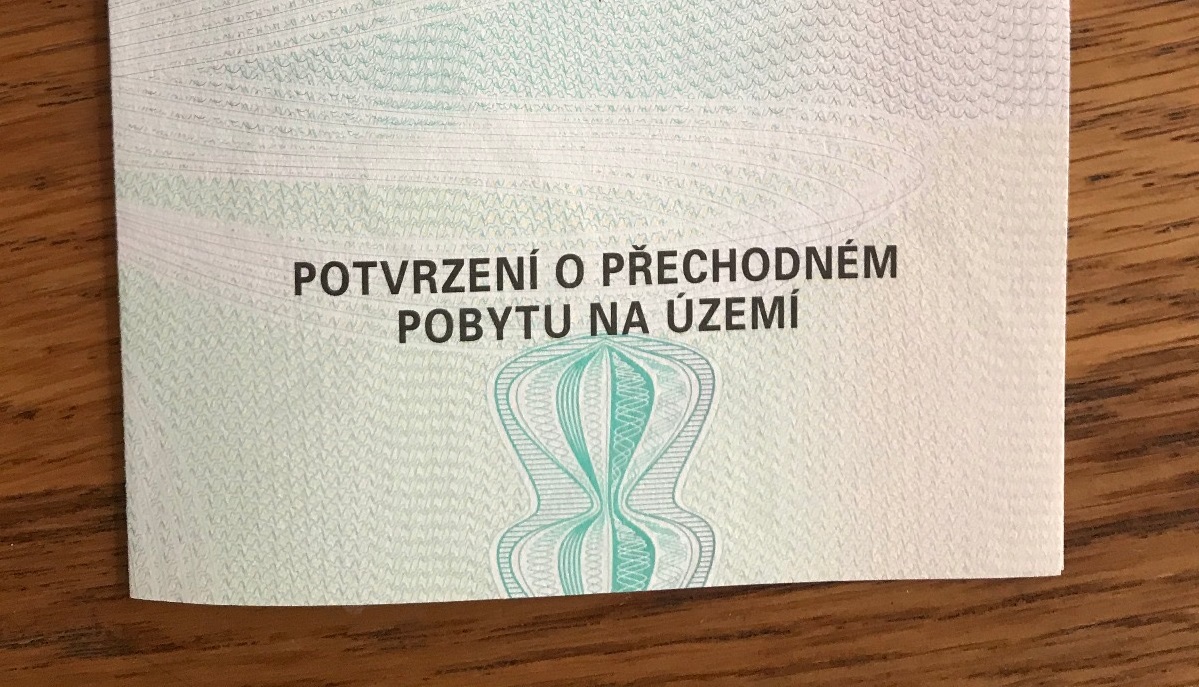 POTVRZENÍ O PŘECHODNÉM
POBYTU NA ÚZEMÍ